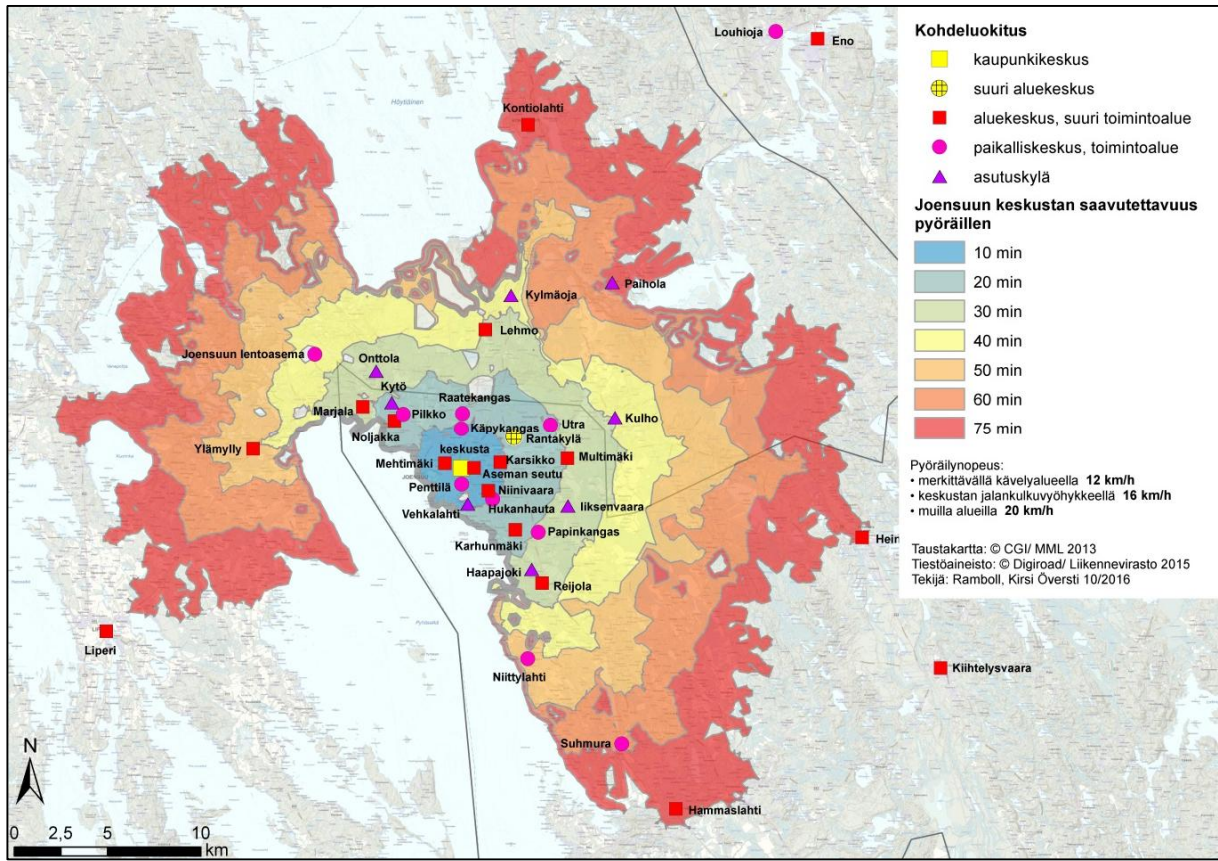 Louhioja
Eno
Kontiolahti
Höytiäinen
Paihola
Kylmäoja
Lehmo
Joensuun lentoasema
Onttola
Kytö
Raatekangas
Marjala
Pilkko
Käpykangas
Utra
Kulho
Noljakka
Rantakylä
Ylämylly
keskusta
Karsikko
Multimäki
Mehtimäki
Aseman seutu
Penttilä
Niinivaara
Vehkalahti
Hukanhauta
Iiksenvaara
Karhunmäki
Papinkangas
Hein
Haapajoki
Reijola
Liperi
Niittylahti
Kiihtelysvaara
Suhmura
Hammaslahti
N
0 2,5 5 10
km
Kohdeluokitus
kaupunkikeskus
suuri aluekeskus
aluekeskus, suuri toimintoalue
paikalliskeskus, toimintoalue
asutuskylä
Joensuun keskustan saavutettavuus
pyöräillen
10 min
20 min
30 min
40 min
50 min
60 min
75 min
Pyöräilynopeus:
• merkittävällä kävelyalueella 12 km/h
• keskustan jalankulkuvyöhykkeellä 16 km/h
• muilla alueilla 20 km/h
Taustakartta: © CGI/ MML 2013
Tiestöaineisto: © Digiroad/ Liikennevirasto 2015
Tekijä: Ramboll, Kirsi Översti 10/2016